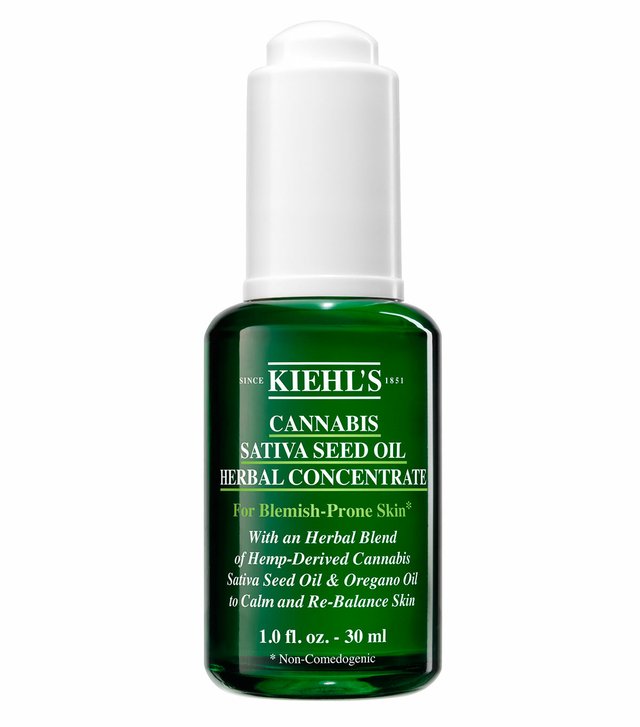 SINCE KIEHL'S 1851
CANNABIS
SATIVA SEED OIL
HERBAL CONCENTRATE
For Blemish-Prone Skin*
With an Herbal Blend
of Hemp-Derived Cannabis
Sativa Seed Oil & Oregano Oil
to Calm and Re-Balance Skin
1.0 fl. oz. - 30 ml
* Non-Comedogenic